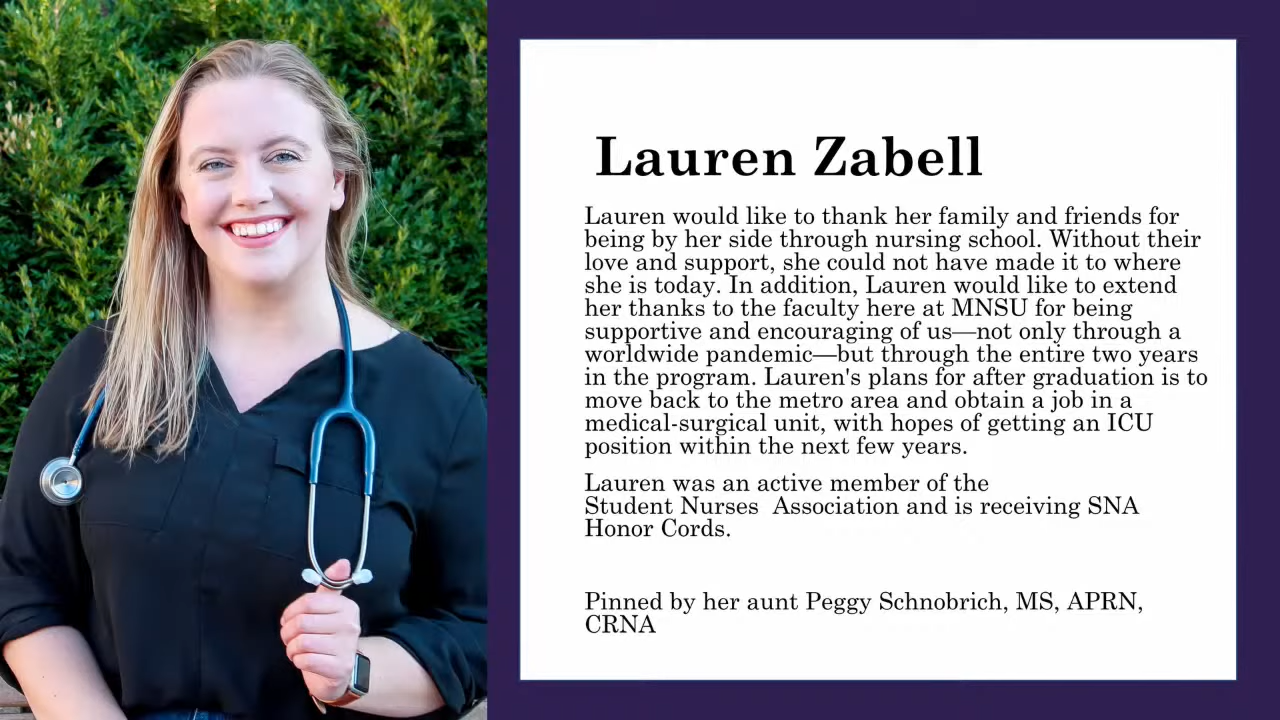 Lauren Zabell
Lauren would like to thank her family and friends for
being by her side through nursing school. Without their
love and support, she could not have made it to where
she is today. In addition, Lauren would like to extend
her thanks to the faculty here at MNSU for being
supportive and encouraging of us—not only through a
worldwide pandemic—but through the entire two years
in the program. Lauren's plans for after graduation is to
move back to the metro area and obtain a job in a
medical-surgical unit, with hopes of getting an ICU
position within the next few years.
Lauren was an active member of the
Student Nurses  Association and is receiving SNA
Honor Cords.
Pinned by her aunt Peggy Schnobrich, MS, APRN,
CRNA